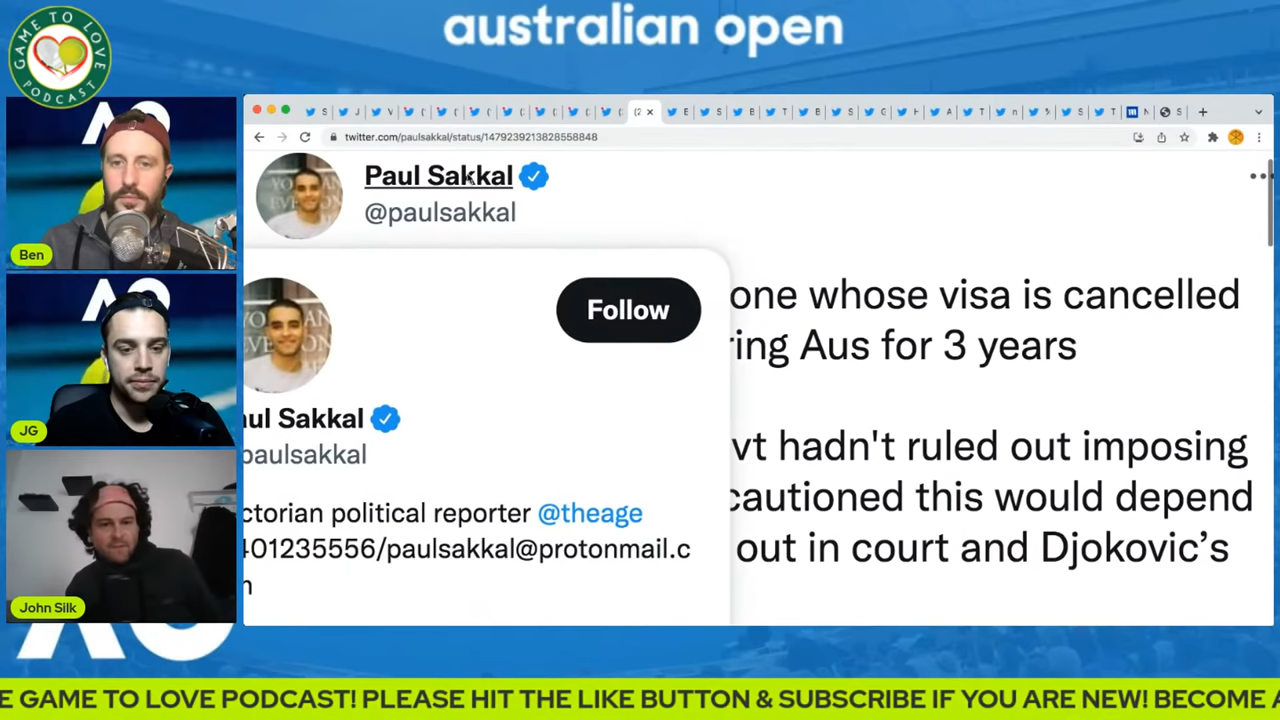 australian open
GAME TO LOVE
PODCAST
twitter.com/paulsakkal/status/1479239213828558848
Paul Sakkal
@paulsakkal
Follow
one whose visa is cancelled
ring Aus for 3 years
ul Sakkal
paulsakkal
vt hadn't ruled out imposing
cautioned this would depend
out in court and Djokovic's
ctorian political reporter @theage
401235556/paulsakkal@protonmail.c
m
Ben
JG
John Silk
AO
AO
AO
E GAME TO LOVE PODCAST! PLEASE HIT THE LIKE BUTTON & SUBSCRIBE IF YOU ARE NEW! BECOME A